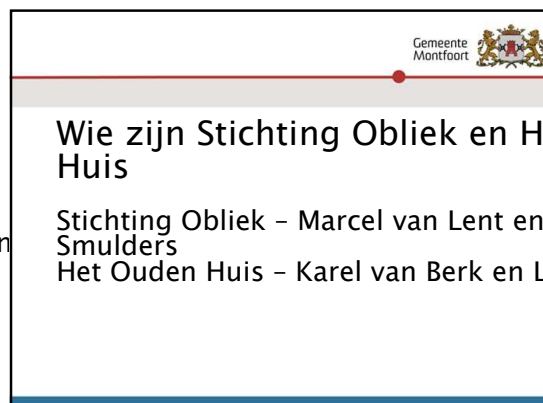 Gemeente
Montfoort
Wie zijn Stichting Obliek en H
Huis
Stichting Obliek – Marcel van Lent en
Smulders
Het Ouden Huis – Karel van Berk en L
n